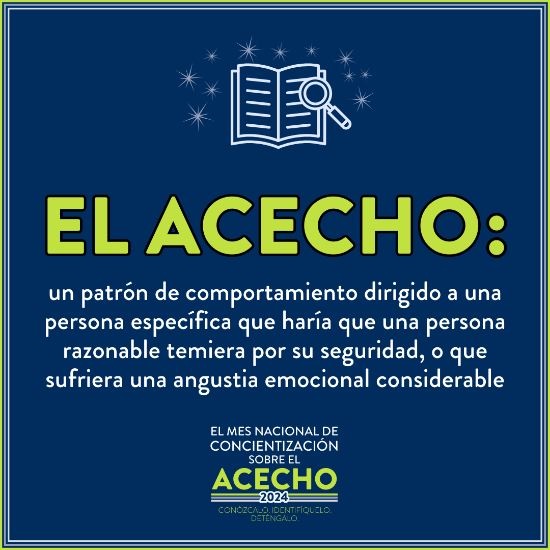 EL ACECHO:
un patrón de comportamiento dirigido a una
persona específica que haría que una persona
razonable temiera por su seguridad, o que
sufriera una angustia emocional considerable
EL MES NACIONAL DE
CONCIENTIZACIÓN
SOBRE EL
ACECHO
2024
CONÓZCALO. IDENTIFÍQUELO.
DETÉNGALO.